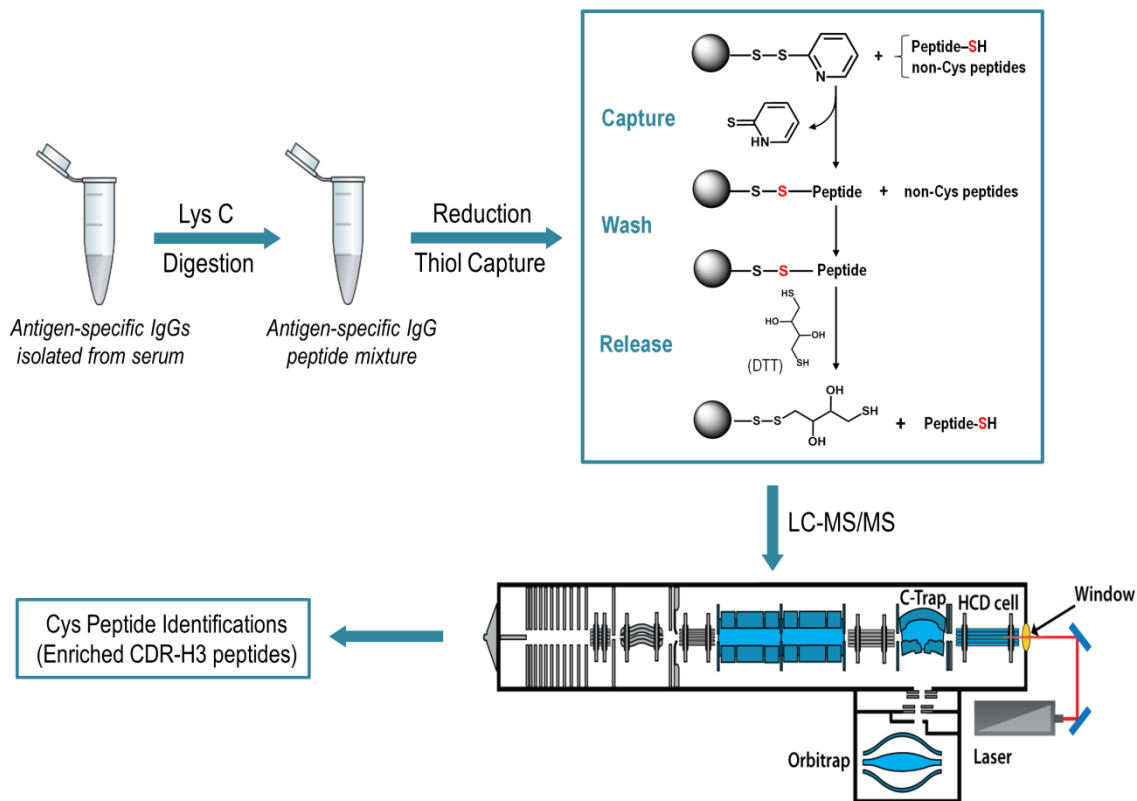 Antigen-specific IgGs
isolated from serum
Lys C
Digestion
Antigen-specific IgG
peptide mixture
Reduction
Thiol Capture
S S N + Peptide–SH
non-Cys peptides
Capture
S HN
S S Peptide + non-Cys peptides
Wash
S S Peptide
Release
HS
HO
OH
SH
(DTT)
S S OH SH + Peptide-SH
OH
LC-MS/MS
C-Trap
HCD cell
Window
Orbitrap
Laser
Cys Peptide Identifications
(Enriched CDR-H3 peptides)